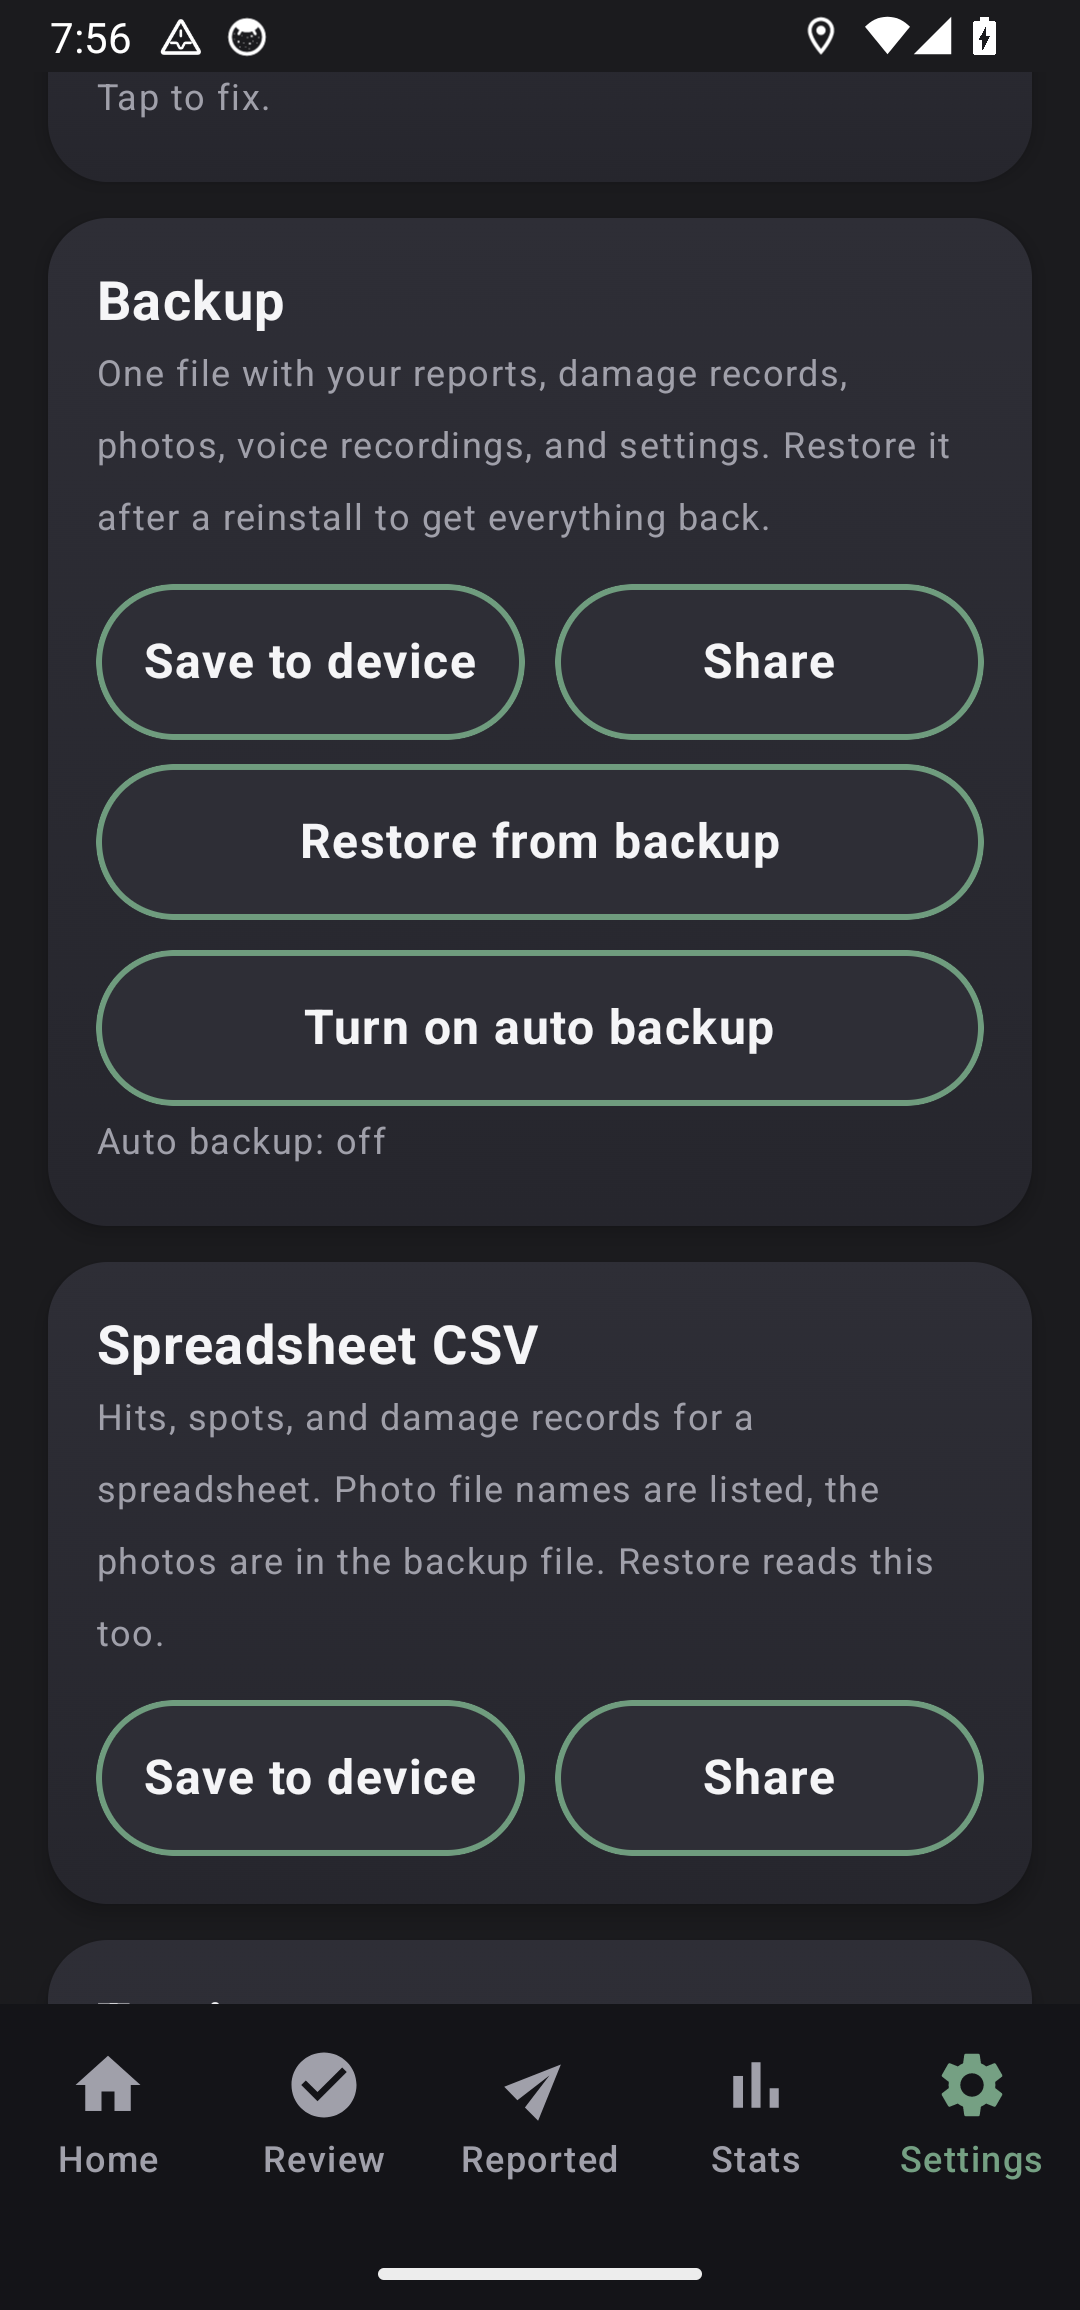 7:56
Tap to fix.
Backup
One file with your reports, damage records,
photos, voice recordings, and settings. Restore it
after a reinstall to get everything back.
Save to device
Share
Restore from backup
Turn on auto backup
Auto backup: off
Spreadsheet CSV
Hits, spots, and damage records for a
spreadsheet. Photo file names are listed, the
photos are in the backup file. Restore reads this
too.
Save to device
Share
Home
Review
Reported
Stats
Settings